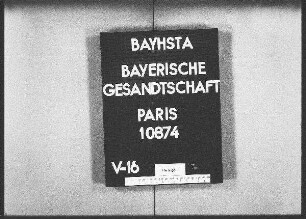 BAYHSTA
BAYERISCHE
GESANDTSCHAFT
PARIS
10874
V-16